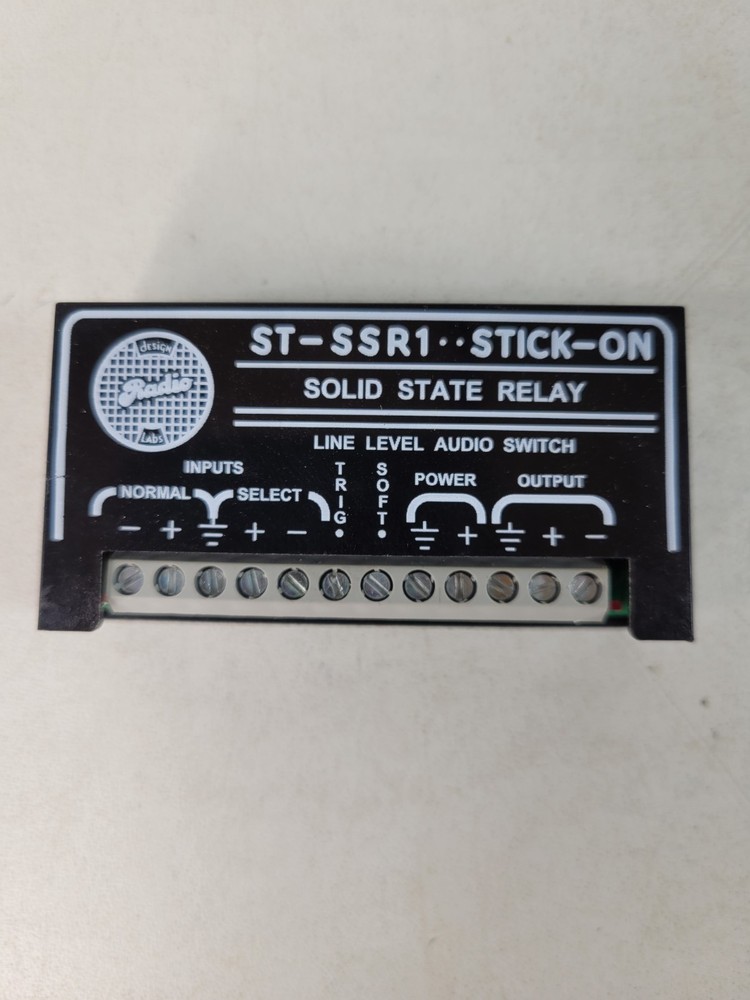 DESIGN
Radio
LABS
ST-SSR1··STICK-ON
SOLID STATE RELAY
LINE LEVEL AUDIO SWITCH
INPUTS
NORMAL
SELECT
TRIG
SOFT
POWER
OUTPUT
- + ⏚ + - • • ⏚ + ⏚ + -